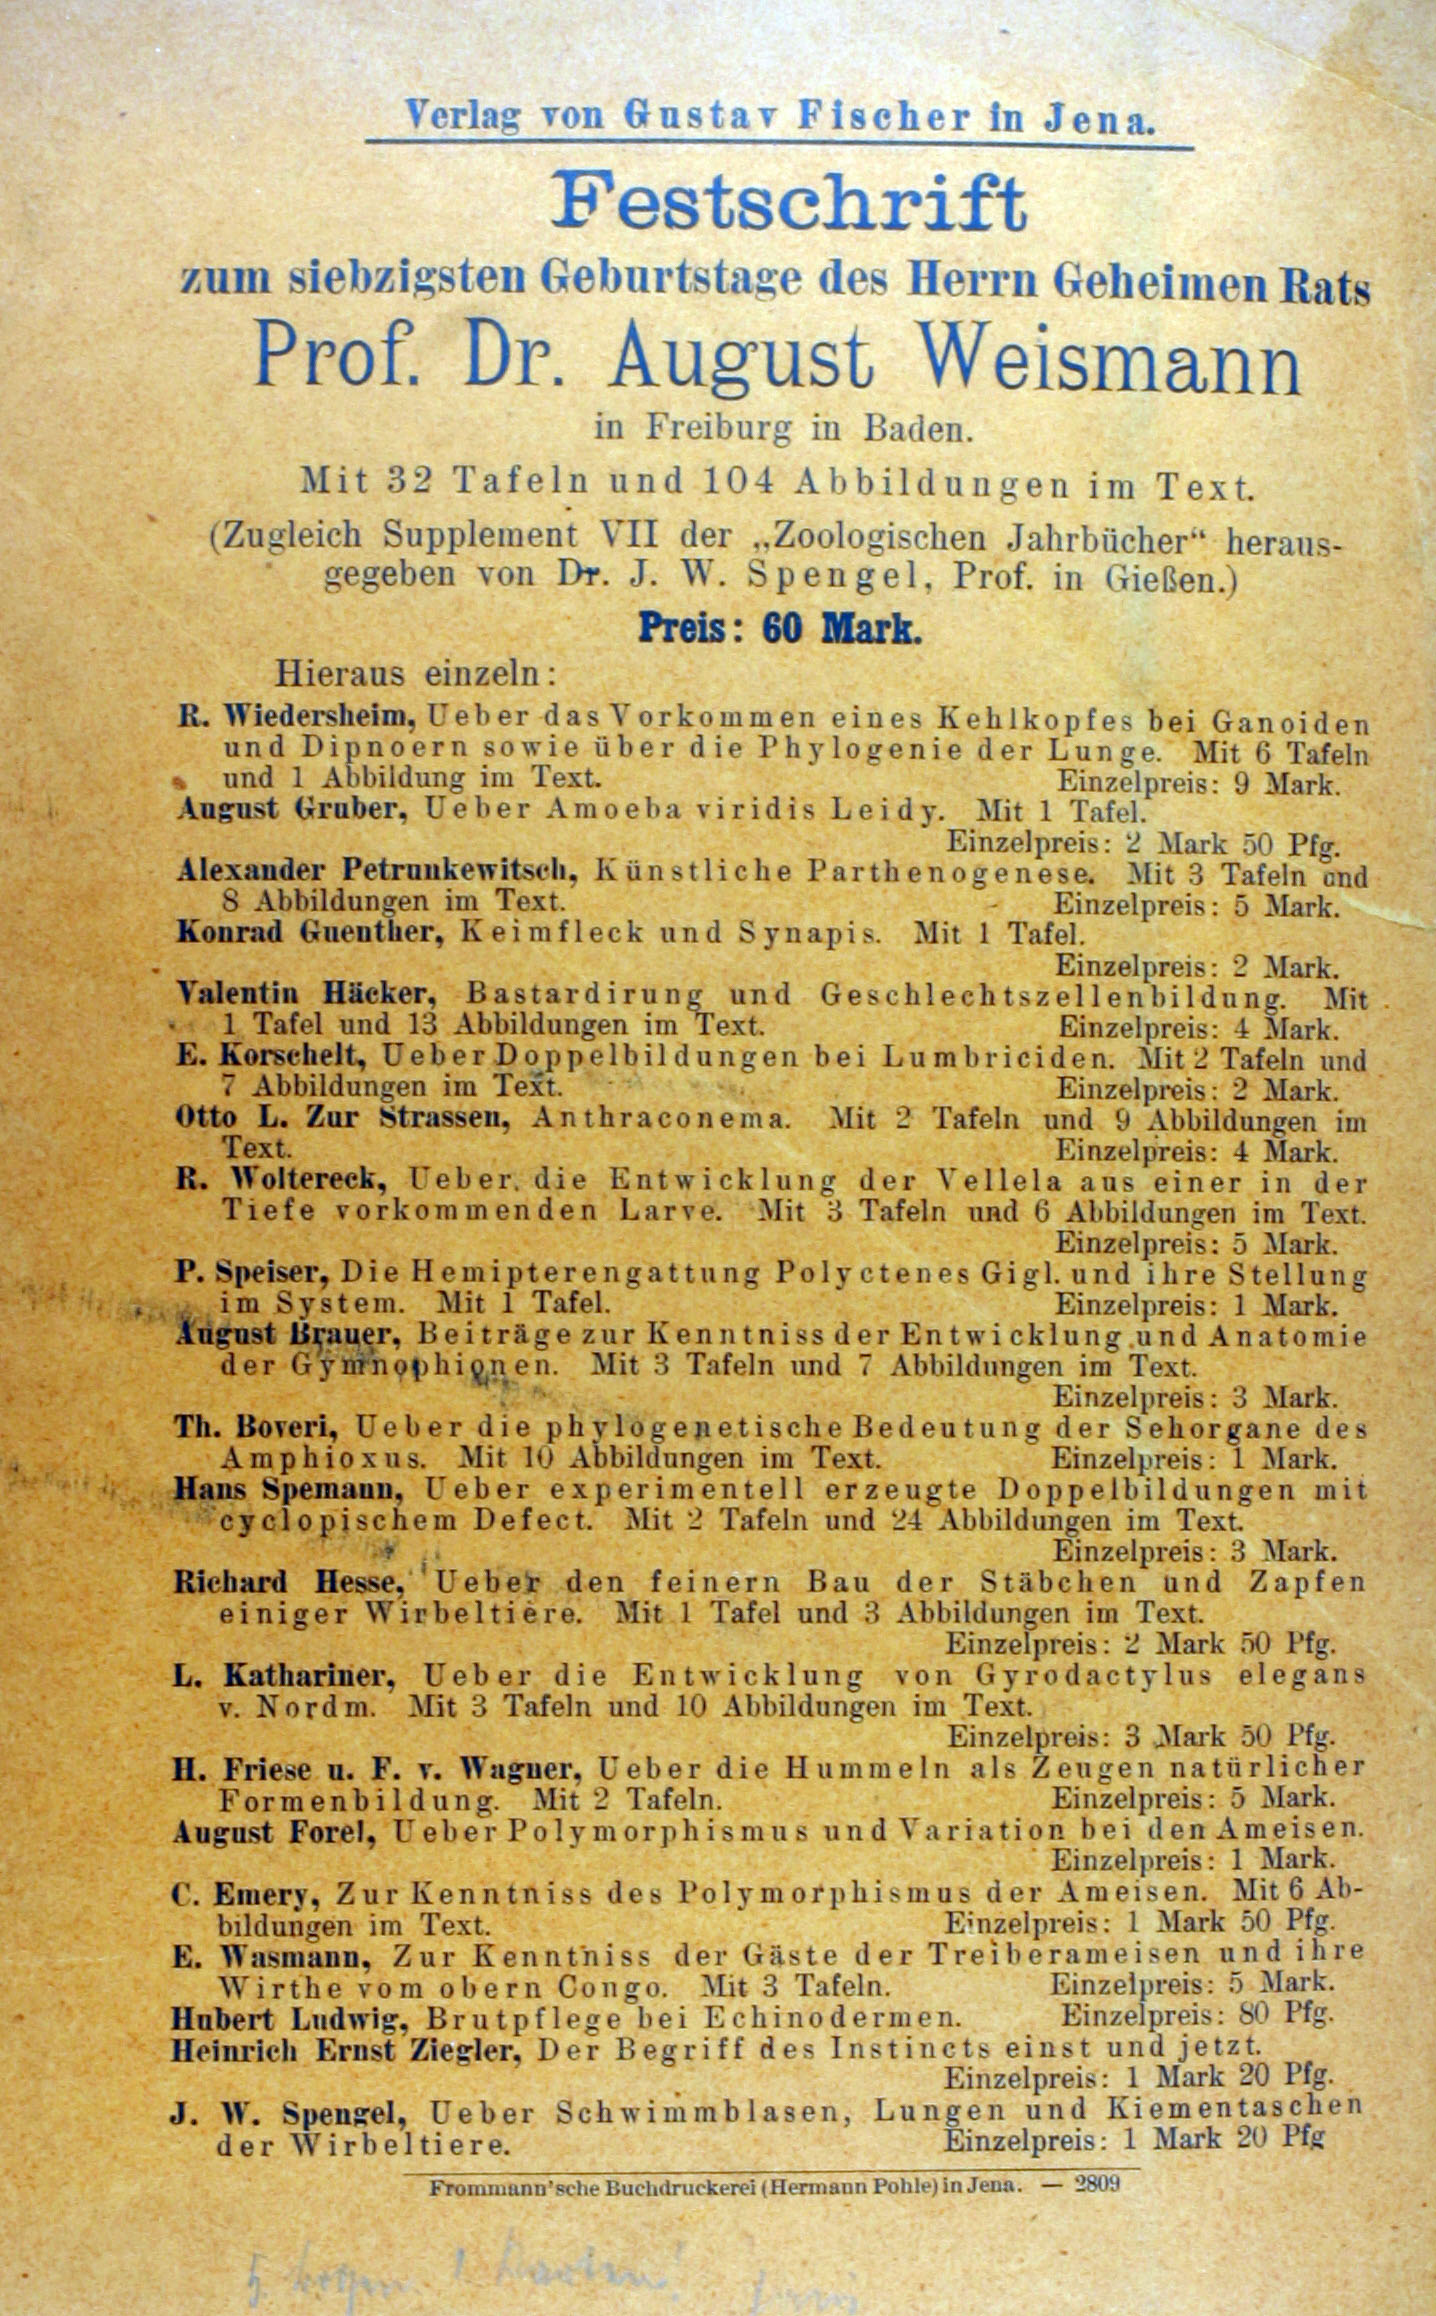 Verlag von Gustav Fischer in Jena.
Festschrift
zum siebzigsten Geburtstage des Herrn Geheimen Rats
Prof. Dr. August Weismann
in Freiburg in Baden.
Mit 32 Tafeln und 104 Abbildungen im Text.
(Zugleich Supplement VII der „Zoologischen Jahrbücher“ heraus-
gegeben von Dr. J. W. Spengel, Prof. in Gießen.)
Preis: 60 Mark.
Hieraus einzeln:
R. Wiedersheim, Ueber das Vorkommen eines Kehlkopfes bei Ganoiden
und Dipnoern sowie über die Phylogenie der Lunge. Mit 6 Tafeln
und 1 Abbildung im Text. Einzelpreis: 9 Mark.
August Gruber, Ueber Amoeba viridis Leidy. Mit 1 Tafel.
Einzelpreis: 2 Mark 50 Pfg.
Alexander Petrunkewitsch, Künstliche Parthenogenese. Mit 3 Tafeln und
8 Abbildungen im Text. Einzelpreis: 5 Mark.
Konrad Guenther, Keimfleck und Synapis. Mit 1 Tafel.
Einzelpreis: 2 Mark.
Valentin Häcker, Bastardirung und Geschlechtszellenbildung. Mit
1 Tafel und 13 Abbildungen im Text. Einzelpreis: 4 Mark.
E. Korschelt, Ueber Doppelbildungen bei Lumbriciden. Mit 2 Tafeln und
7 Abbildungen im Text. Einzelpreis: 2 Mark.
Otto L. Zur Strassen, Anthraconema. Mit 2 Tafeln und 9 Abbildungen im
Text. Einzelpreis: 4 Mark.
R. Woltereck, Ueber die Entwicklung der Vellela aus einer in der
Tiefe vorkommenden Larve. Mit 3 Tafeln und 6 Abbildungen im Text.
Einzelpreis: 5 Mark.
P. Speiser, Die Hemipterengattung Polyctenes Gigl. und ihre Stellung
im System. Mit 1 Tafel. Einzelpreis: 1 Mark.
August Brauer, Beiträge zur Kenntniss der Entwicklung und Anatomie
der Gymnophionen. Mit 3 Tafeln und 7 Abbildungen im Text.
Einzelpreis: 3 Mark.
Th. Boveri, Ueber die phylogenetische Bedeutung der Sehorgane des
Amphioxus. Mit 10 Abbildungen im Text. Einzelpreis: 1 Mark.
Hans Spemann, Ueber experimentell erzeugte Doppelbildungen mit
cyclopischem Defect. Mit 2 Tafeln und 24 Abbildungen im Text.
Einzelpreis: 3 Mark.
Richard Hesse, Ueber den feinern Bau der Stäbchen und Zapfen
einiger Wirbeltiere. Mit 1 Tafel und 3 Abbildungen im Text.
Einzelpreis: 2 Mark 50 Pfg.
L. Kathariner, Ueber die Entwicklung von Gyrodactylus elegans
v. Nordm. Mit 3 Tafeln und 10 Abbildungen im Text.
Einzelpreis: 3 Mark 50 Pfg.
H. Friese u. F. v. Wagner, Ueber die Hummeln als Zeugen natürlicher
Formenbildung. Mit 2 Tafeln. Einzelpreis: 5 Mark.
August Forel, Ueber Polymorphismus und Variation bei den Ameisen.
Einzelpreis: 1 Mark.
C. Emery, Zur Kenntniss des Polymorphismus der Ameisen. Mit 6 Ab-
bildungen im Text. Einzelpreis: 1 Mark 50 Pfg.
E. Wasmann, Zur Kenntniss der Gäste der Treiberameisen und ihre
Wirthe vom obern Congo. Mit 3 Tafeln. Einzelpreis: 5 Mark.
Hubert Ludwig, Brutpflege bei Echinodermen. Einzelpreis: 80 Pfg.
Heinrich Ernst Ziegler, Der Begriff des Instincts einst und jetzt.
Einzelpreis: 1 Mark 20 Pfg.
J. W. Spengel, Ueber Schwimmblasen, Lungen und Kiementaschen
der Wirbeltiere. Einzelpreis: 1 Mark 20 Pfg
Frommann'sche Buchdruckerei (Hermann Pohle) in Jena. — 2809